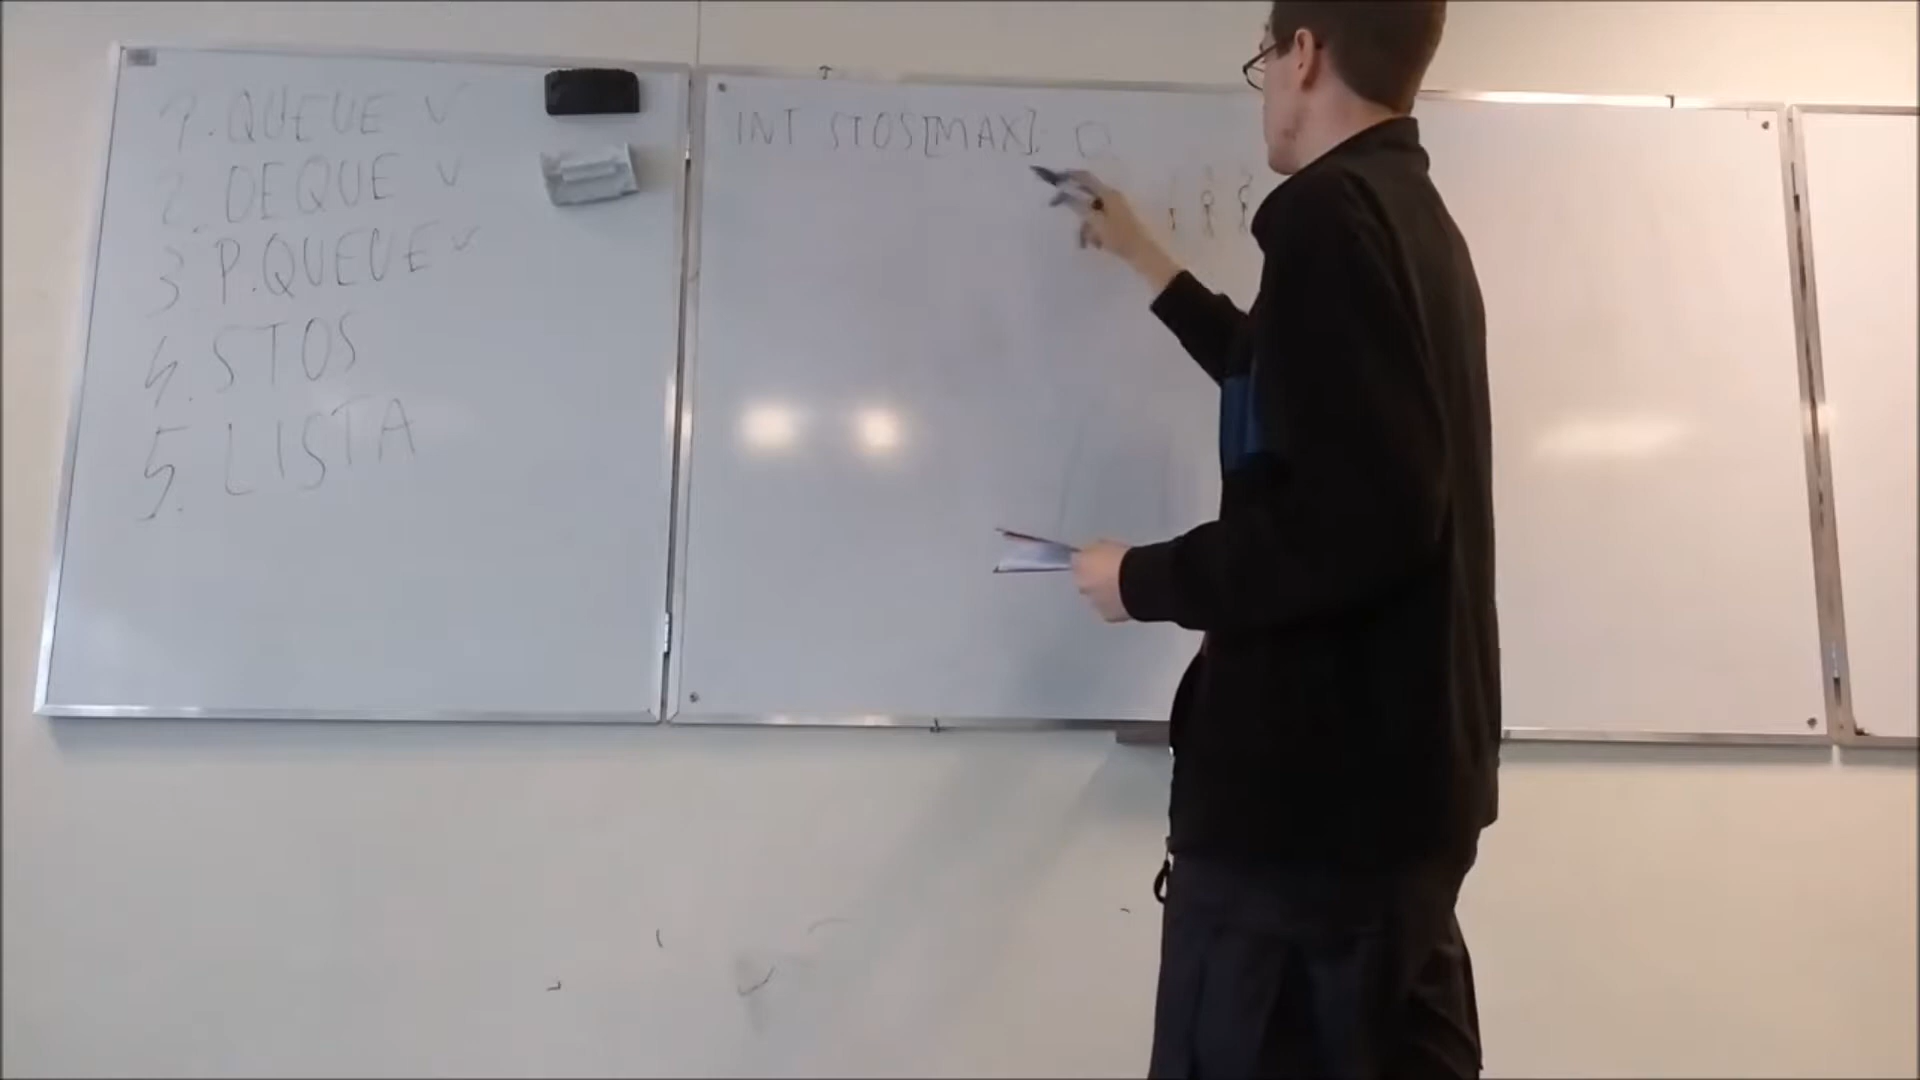 1. QUEUE ✓
2. DEQUE ✓
3 P.QUEUE ✓
4. STOS
5. LISTA
INT STOS[MAX];